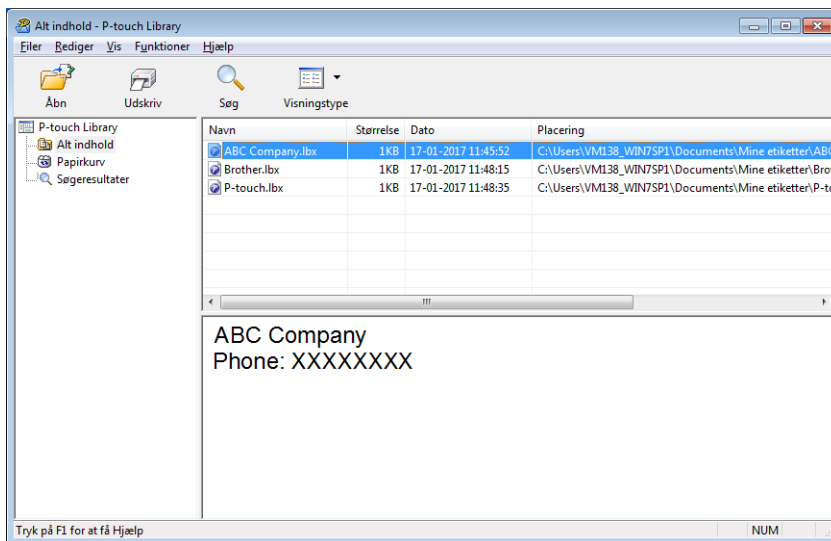 Alt indhold - P-touch Library
Filer Rediger Vis Funktioner Hjælp
Åbn Udskriv Søg Visningstype
P-touch Library
Alt indhold
Papirkurv
Søgeresultater
Navn Størrelse Dato Placering
ABC Company.lbx 1KB 17-01-2017 11:45:52 C:\Users\VM138_WIN7SP1\Documents\Mine etiketter\ABC
Brother.lbx 1KB 17-01-2017 11:48:15 C:\Users\VM138_WIN7SP1\Documents\Mine etiketter\Bro
P-touch.lbx 1KB 17-01-2017 11:48:35 C:\Users\VM138_WIN7SP1\Documents\Mine etiketter\P-to
ABC Company
Phone: XXXXXXXX
Tryk på F1 for at få Hjælp NUM